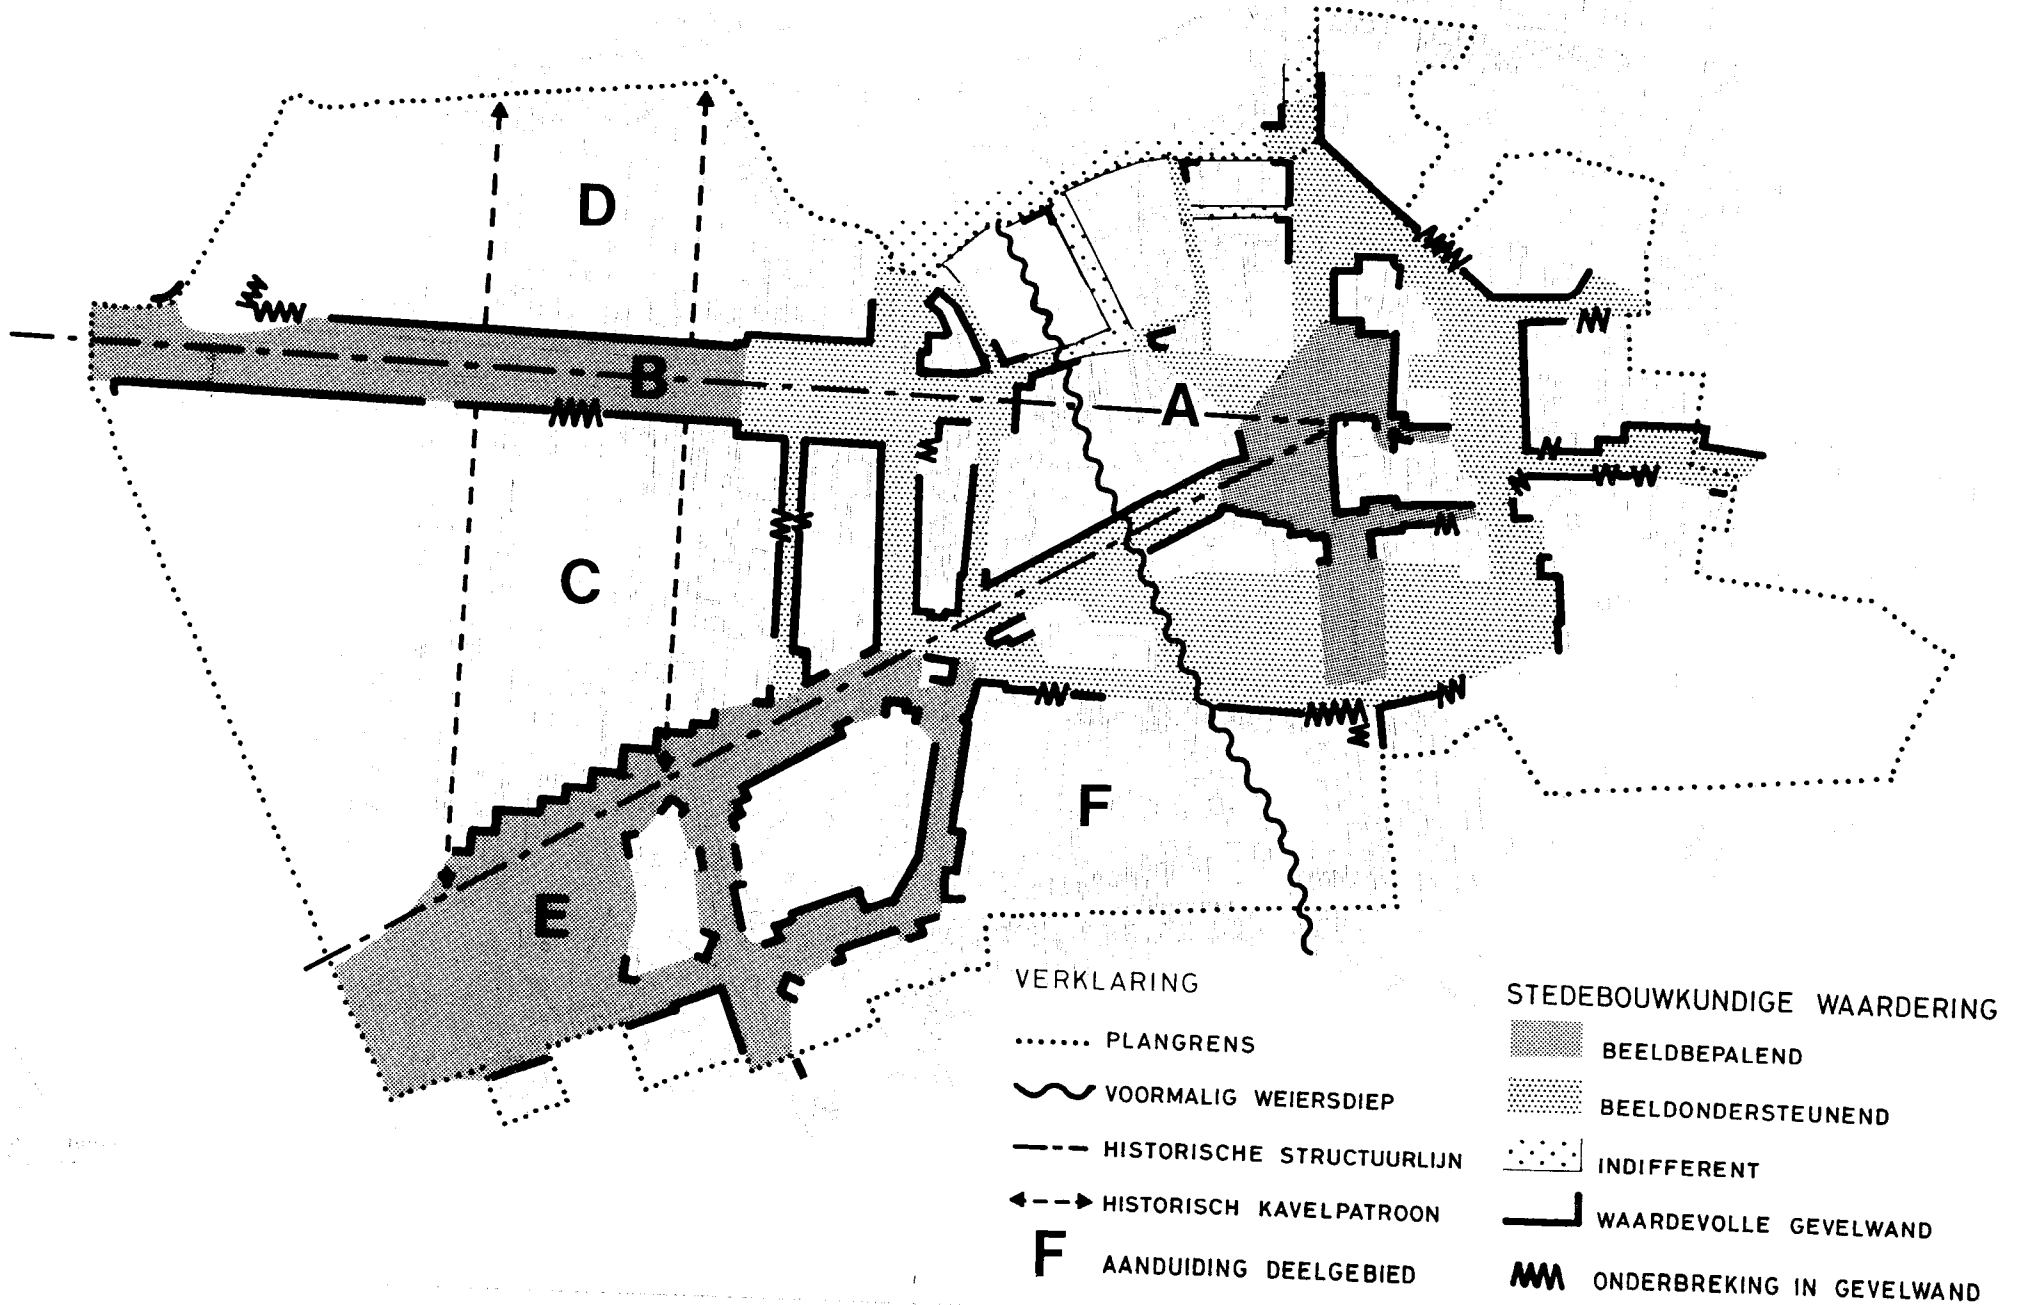 D
B
A
C
E
F
VERKLARING
PLANGRENS
VOORMALIG WEIERSDIEP
HISTORISCHE STRUCTUURLIJN
HISTORISCH KAVELPATROON
F AANDUIDING DEELGEBIED
STEDEBOUWKUNDIGE WAARDERING
BEELDBEPALEND
BEELDONDERSTEUNEND
INDIFFERENT
WAARDEVOLLE GEVELWAND
ONDERBREKING IN GEVELWAND